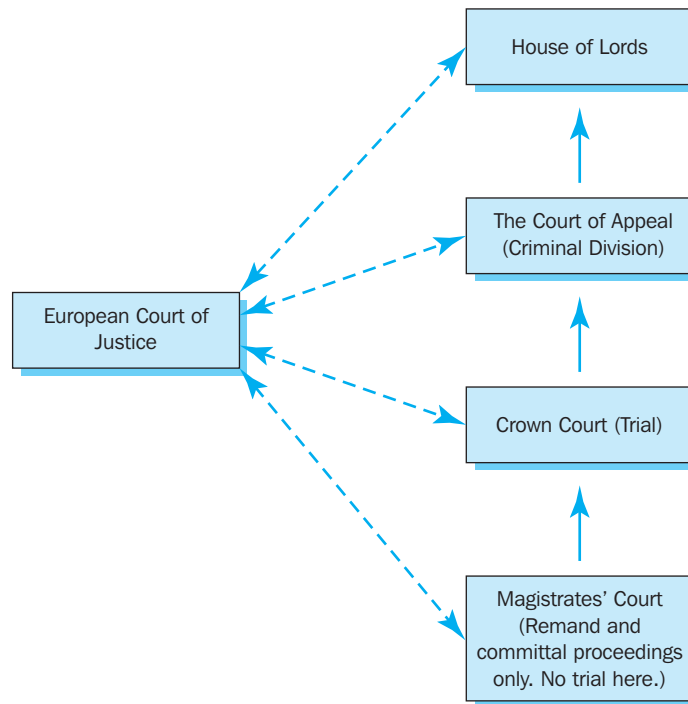 House of Lords
The Court of Appeal
(Criminal Division)
European Court of
Justice
Crown Court (Trial)
Magistrates’ Court
(Remand and
committal proceedings
only. No trial here.)